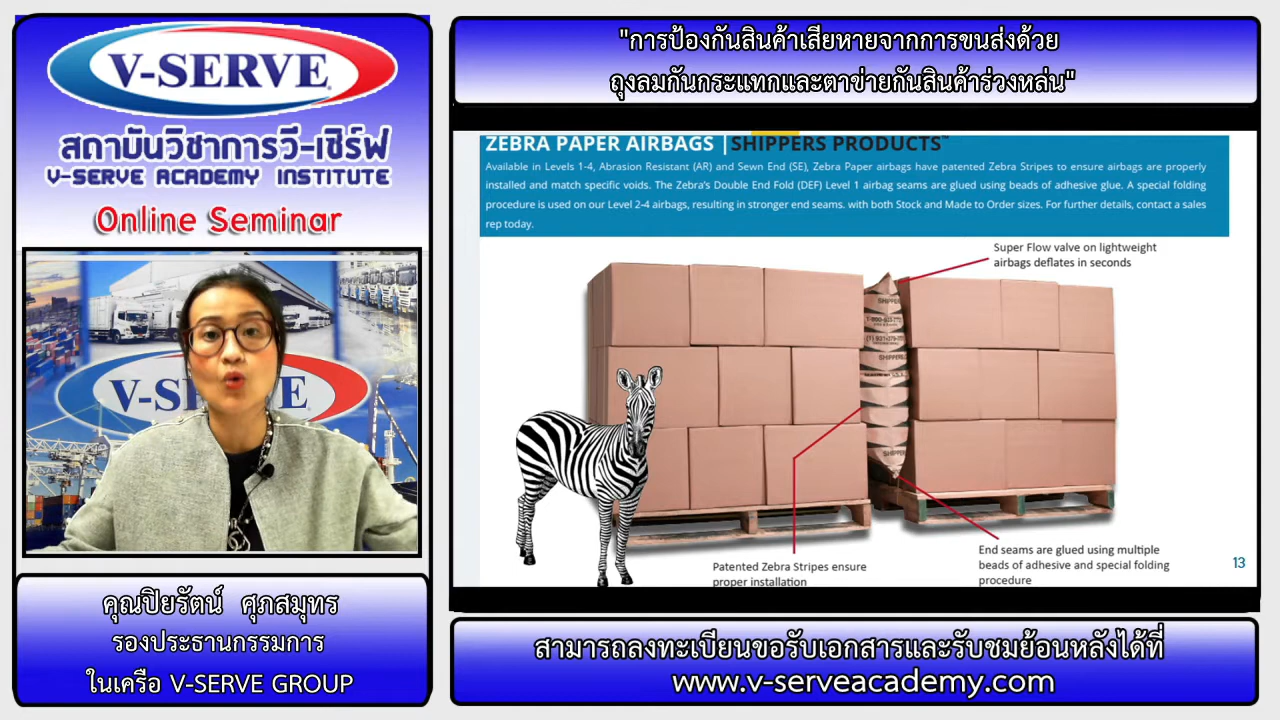 V-SERVE
สถาบันวิชาการวี-เซิร์ฟ
V-SERVE ACADEMY INSTITUTE
Online Seminar
V-SERVE
คุณปิยรัตน์ ศุภสมุทร
รองประธานกรรมการ
ในเครือ V-SERVE GROUP
"การป้องกันสินค้าเสียหายจากการขนส่งด้วย
ถุงลมกันกระแทกและตาข่ายกันสินค้าร่วงหล่น"
ZEBRA PAPER AIRBAGS | SHIPPERS PRODUCTS™
Available in Levels 1-4, Abrasion Resistant (AR) and Sewn End (SE), Zebra Paper airbags have patented Zebra Stripes to ensure airbags are properly
installed and match specific voids. The Zebra's Double End Fold (DEF) Level 1 airbag seams are glued using beads of adhesive glue. A special folding
procedure is used on our Level 2-4 airbags, resulting in stronger end seams. with both Stock and Made to Order sizes. For further details, contact a sales
rep today.
Super Flow valve on lightweight
airbags deflates in seconds
Patented Zebra Stripes ensure
proper installation
End seams are glued using multiple
beads of adhesive and special folding
procedure
13
สามารถลงทะเบียนขอรับเอกสารและรับชมย้อนหลังได้ที่
www.v-serveacademy.com